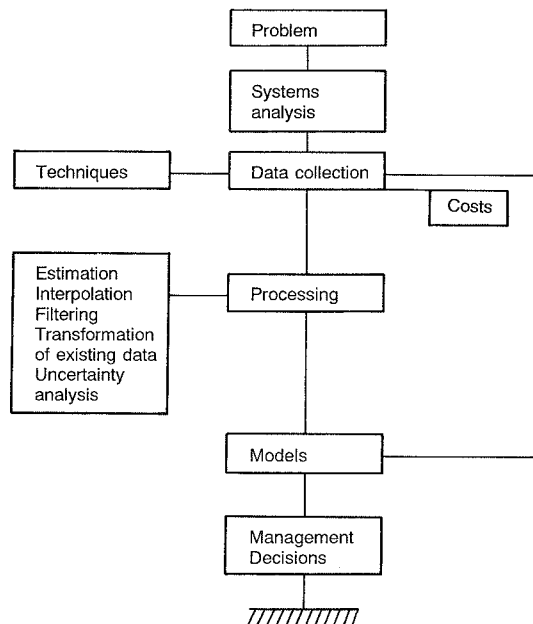 Problem
Systems
analysis
Techniques
Data collection
Costs
Estimation
Interpolation
Filtering
Transformation
of existing data
Uncertainty
analysis
Processing
Models
Management
Decisions